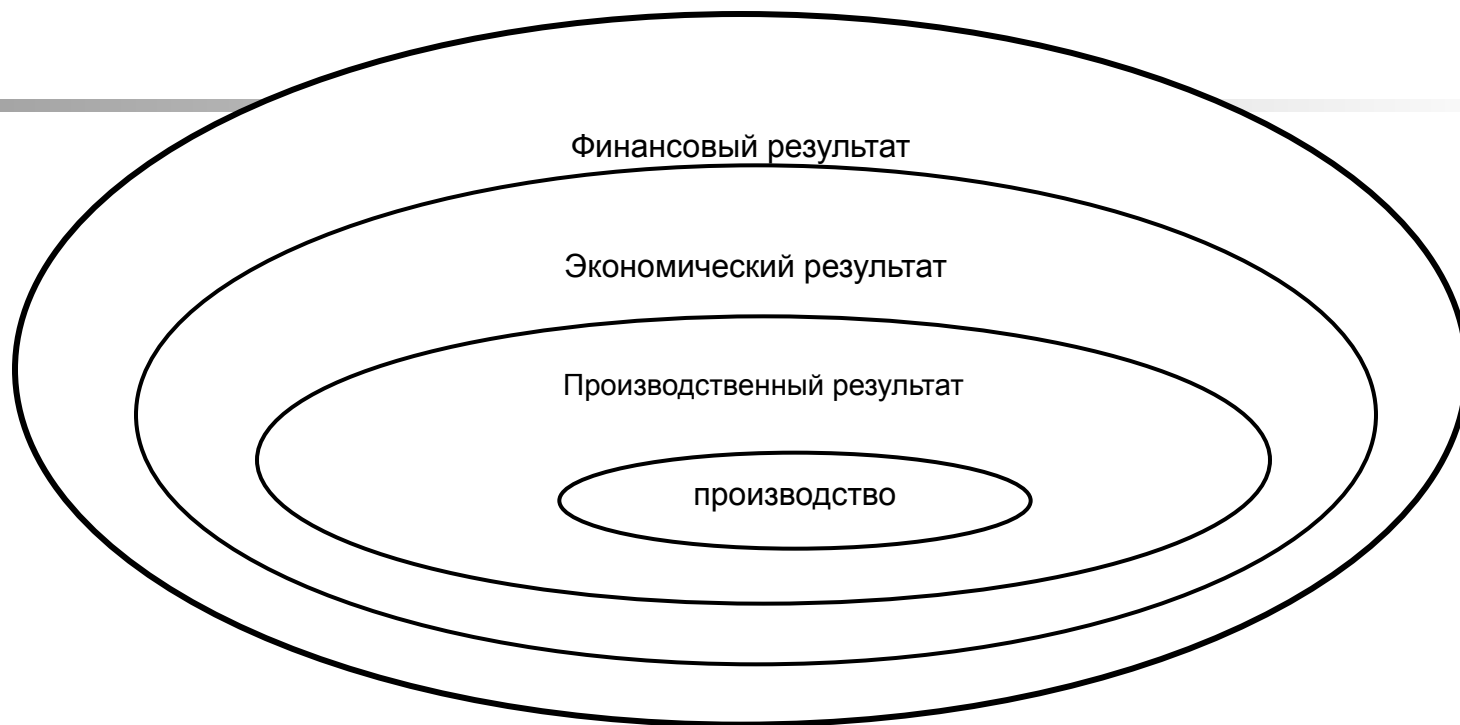 Финансовый результат
Экономический результат
Производственный результат
производство